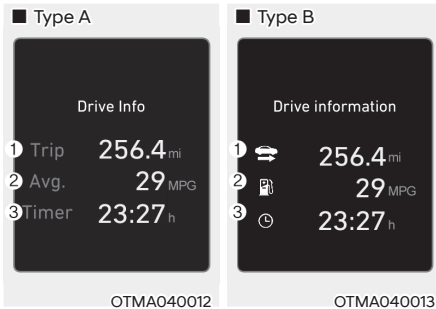 ■ Type A
Drive Info
① Trip 256.4 mi
② Avg. 29 MPG
③ Timer 23:27 h
OTMA040012
■ Type B
Drive information
① 256.4 mi
② 29 MPG
③ 23:27 h
OTMA040013